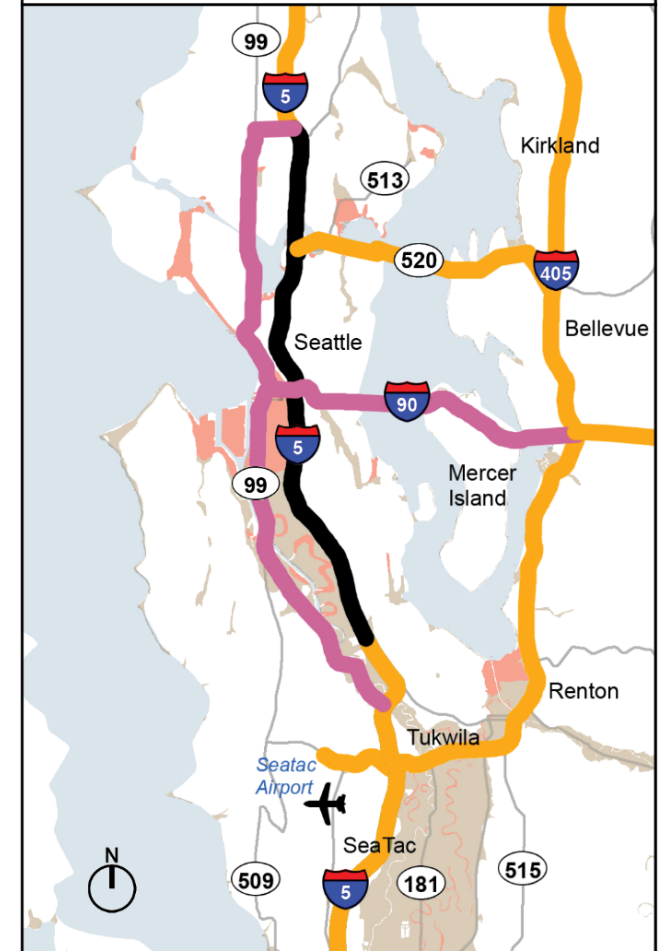 99
5
Kirkland
513
520
405
Bellevue
Seattle
90
5
Mercer
Island
99
Renton
Tukwila
Seatac
Airport
SeaTac
N
509
5
181
515